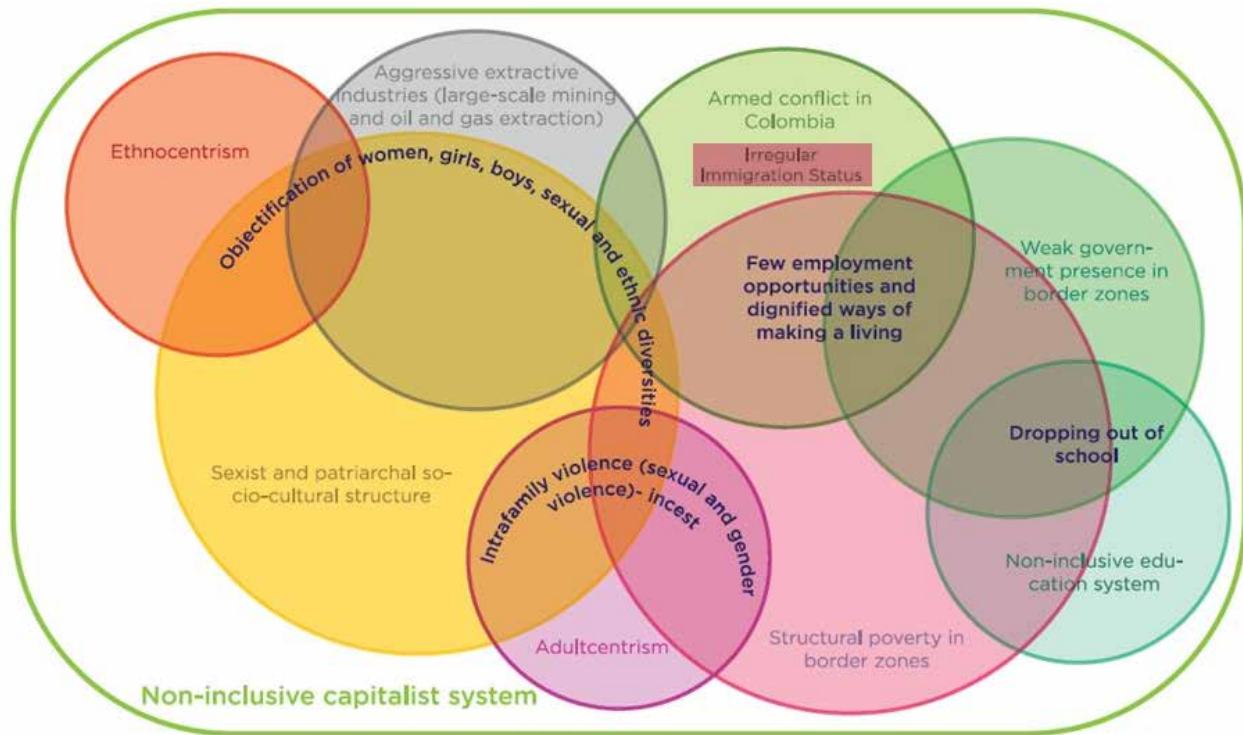 Aggressive extractive
industries (large-scale mining
and oil and gas extraction)
Ethnocentrism
Objectification of women, girls, boys, sexual and ethnic diversities
Armed conflict in
Colombia
Irregular
Immigration Status
Weak govern-
ment presence in
border zones
Few employment
opportunities and
dignified ways of
making a living
Dropping out of
school
Sexist and patriarchal so-
cio-cultural structure
Intrafamily violence (sexual and gender
violence)- incest
Non-inclusive edu-
cation system
Adultcentrism
Structural poverty in
border zones
Non-inclusive capitalist system